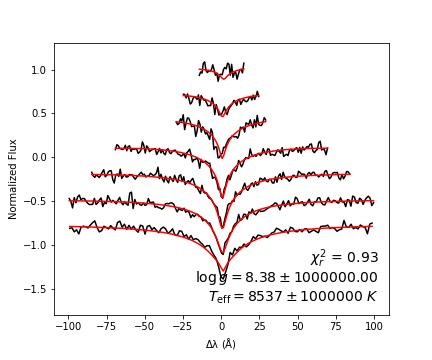 1.0
0.5
0.0
−0.5
−1.0
−1.5
Normalized Flux
χ²ᵣ = 0.93
log g = 8.38 ± 1000000.00
T_eff = 8537 ± 1000000 K
−100 −75 −50 −25 0 25 50 75 100
Δλ (Å)